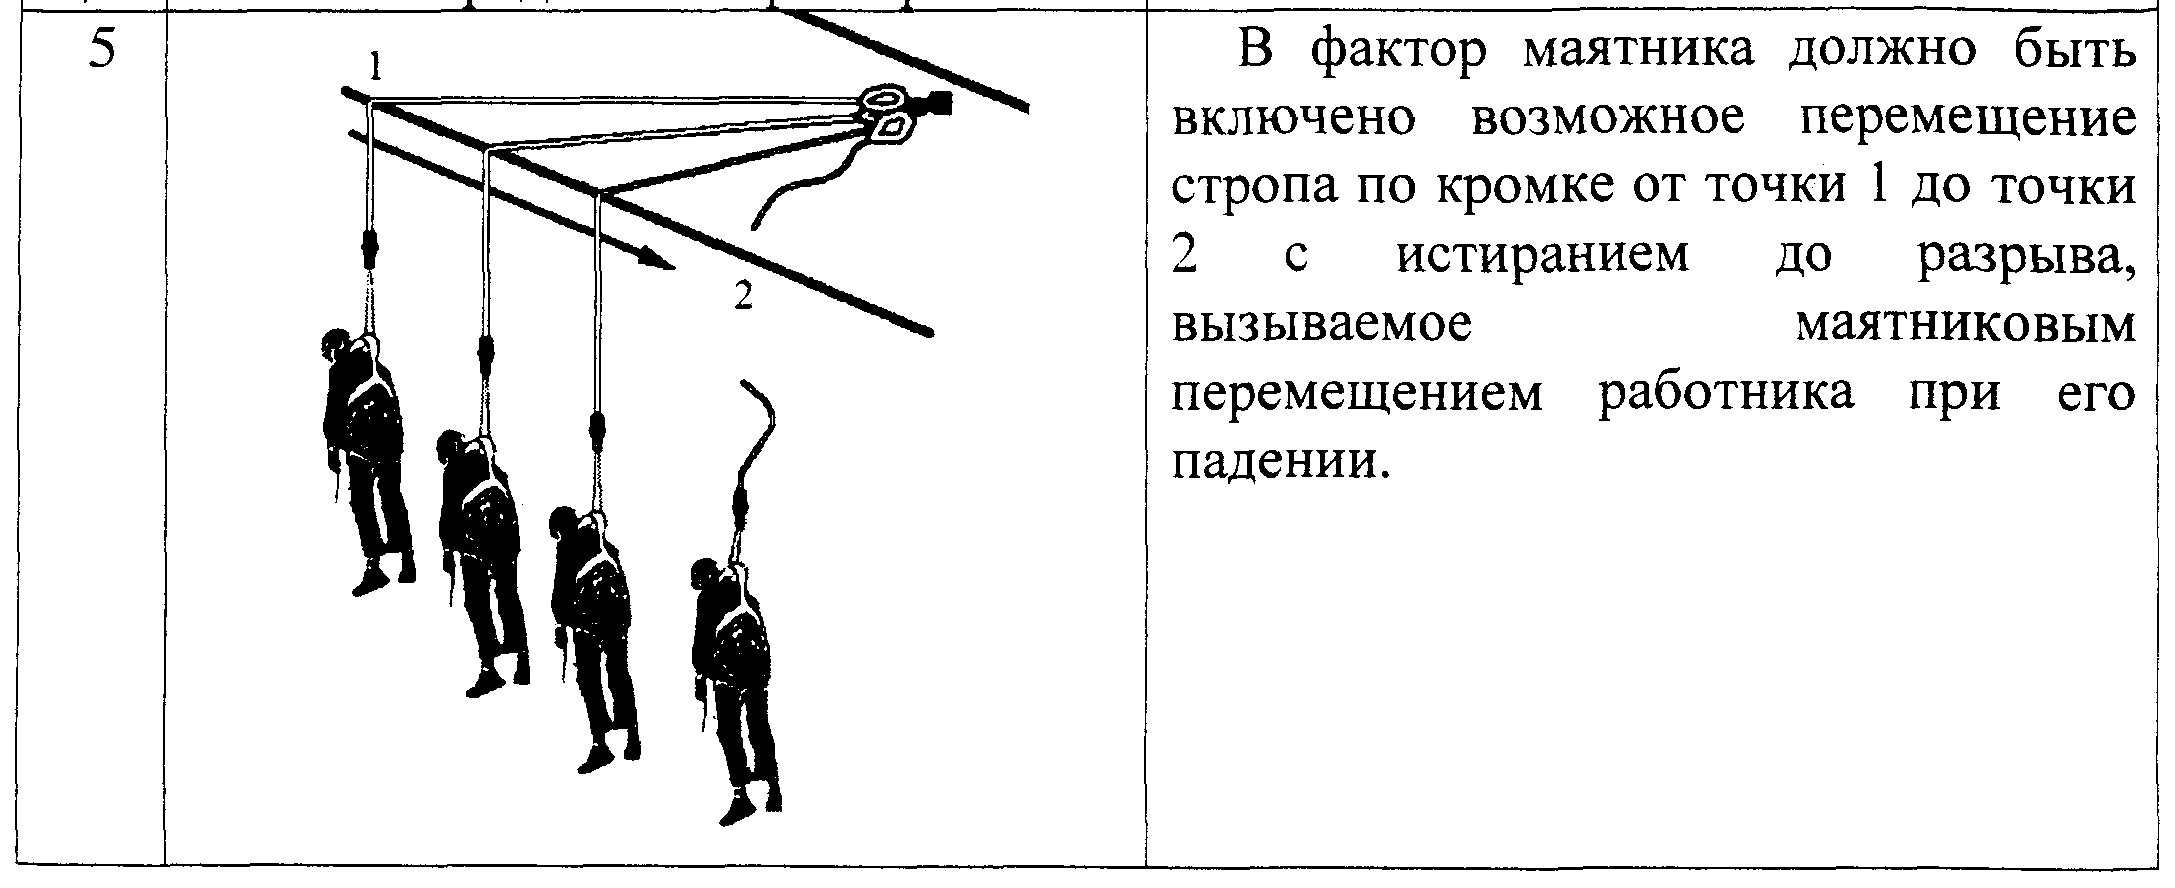 5
1
2
В фактор маятника должно быть
включено возможное перемещение
стропа по кромке от точки 1 до точки
2 с истиранием до разрыва,
вызываемое маятниковым
перемещением работника при его
падении.